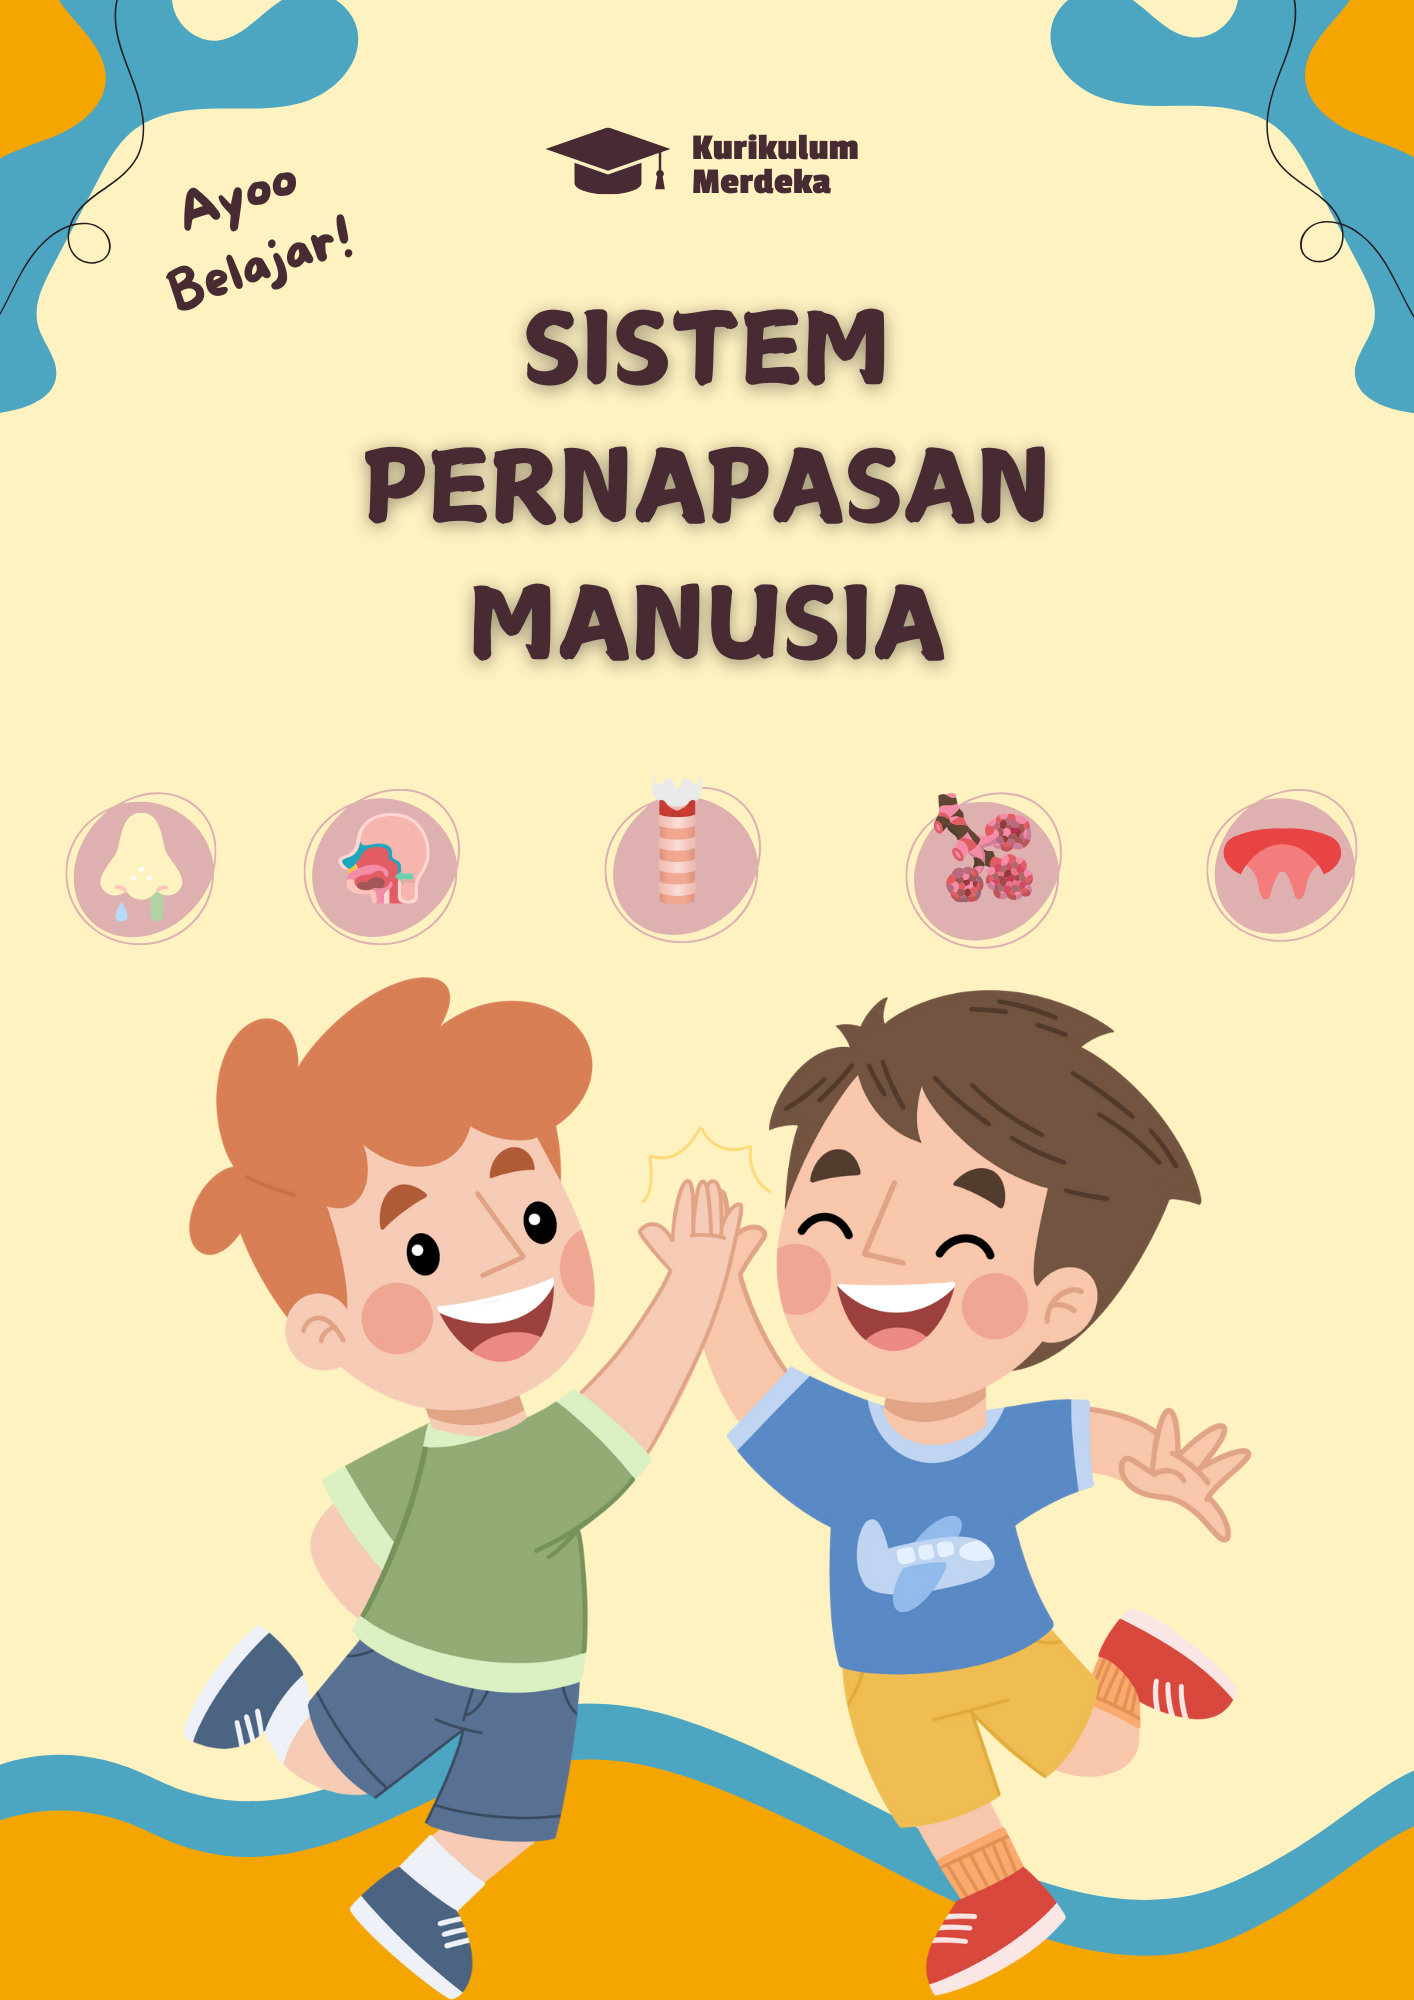 Kurikulum
Merdeka
Ayoo
Belajar!
SISTEM
PERNAPASAN
MANUSIA